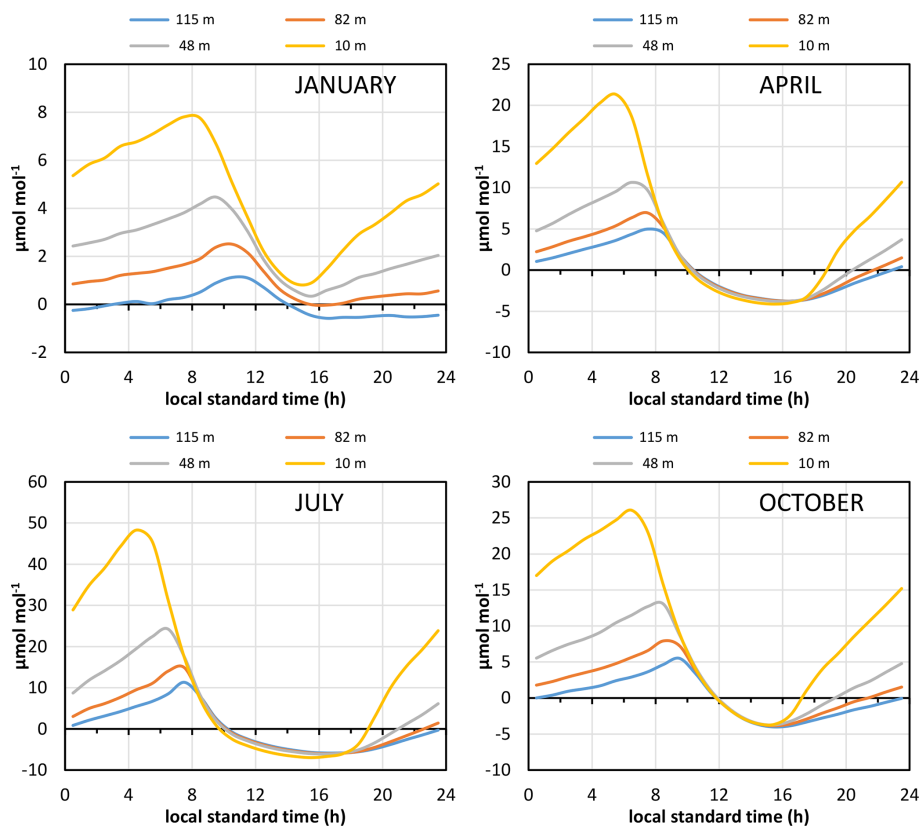 115 m 82 m
48 m 10 m
JANUARY
10
8
6
4
2
0
-2
µmol mol-1
0 4 8 12 16 20 24
local standard time (h)
115 m 82 m
48 m 10 m
APRIL
25
20
15
10
5
0
-5
-10
µmol mol-1
0 4 8 12 16 20 24
local standard time (h)
115 m 82 m
48 m 10 m
JULY
60
50
40
30
20
10
0
-10
µmol mol-1
0 4 8 12 16 20 24
local standard time (h)
115 m 82 m
48 m 10 m
OCTOBER
30
25
20
15
10
5
0
-5
-10
µmol mol-1
0 4 8 12 16 20 24
local standard time (h)